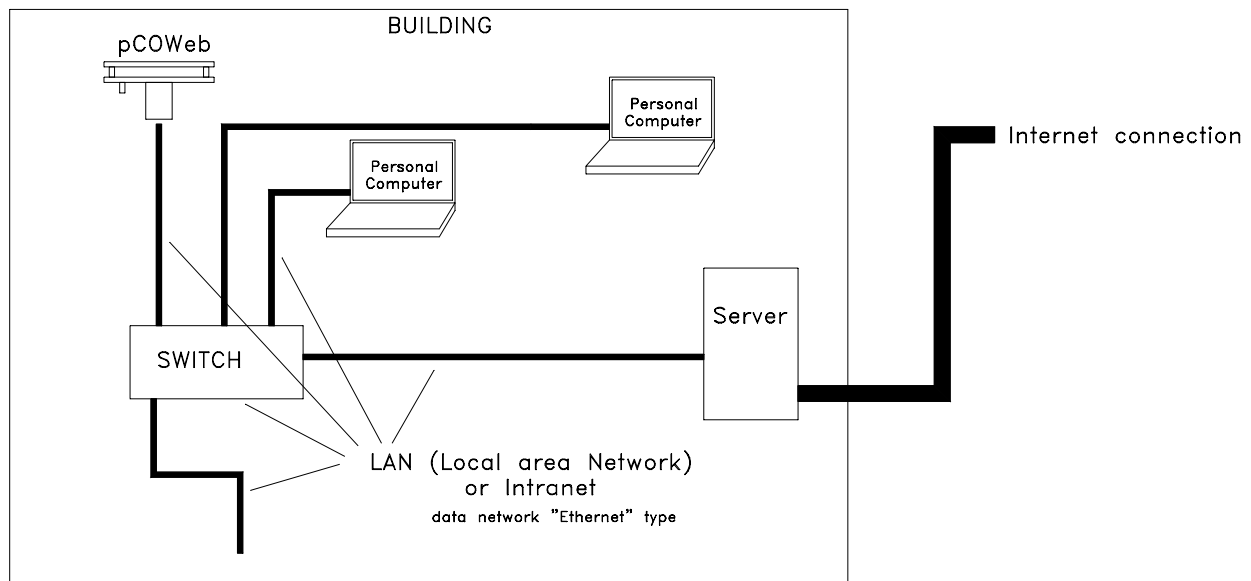 BUILDING
pCOWeb
Personal
Computer
Personal
Computer
Internet connection
Server
SWITCH
LAN (Local area Network)
or Intranet
data network "Ethernet" type